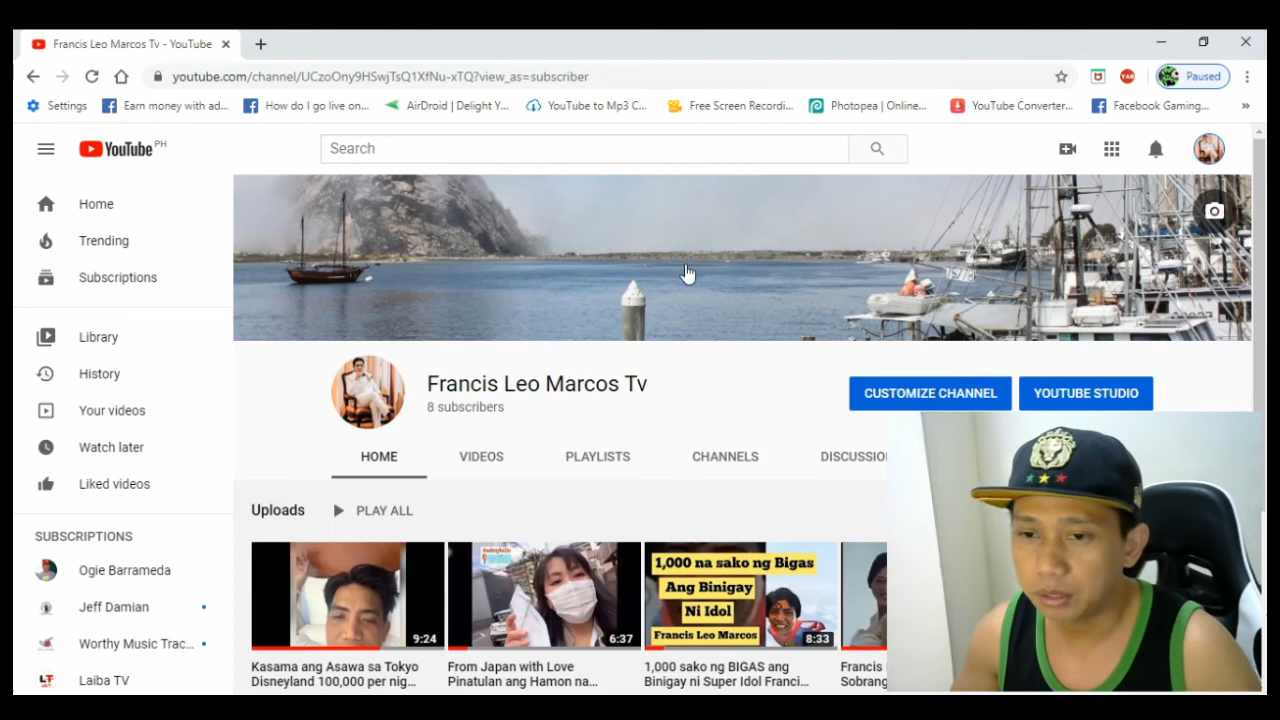 Francis Leo Marcos Tv - YouTube
youtube.com/channel/UCzoOny9HSwjTsQ1XfNu-xTQ?view_as=subscriber
Paused
Settings
Earn money with ad...
How do I go live on...
AirDroid | Delight Y...
YouTube to Mp3 C...
Free Screen Recordi...
Photopea | Online...
YouTube Converter...
Facebook Gaming...
YouTube PH
Search
Home
Trending
Subscriptions
Library
History
Your videos
Watch later
Liked videos
SUBSCRIPTIONS
Ogie Barrameda
Jeff Damian
Worthy Music Trac...
Laiba TV
Francis Leo Marcos Tv
8 subscribers
CUSTOMIZE CHANNEL
YOUTUBE STUDIO
HOME
VIDEOS
PLAYLISTS
CHANNELS
DISCUSSIO
Uploads
PLAY ALL
9:24
6:37
1,000 na sako ng Bigas
Ang Binigay
Ni Idol
Francis Leo Marcos
8:33
Kasama ang Asawa sa Tokyo
Disneyland 100,000 per nig...
From Japan with Love
Pinatulan ang Hamon na...
1,000 sako ng BIGAS ang
Binigay ni Super Idol Franci...
Francis
Sobrang